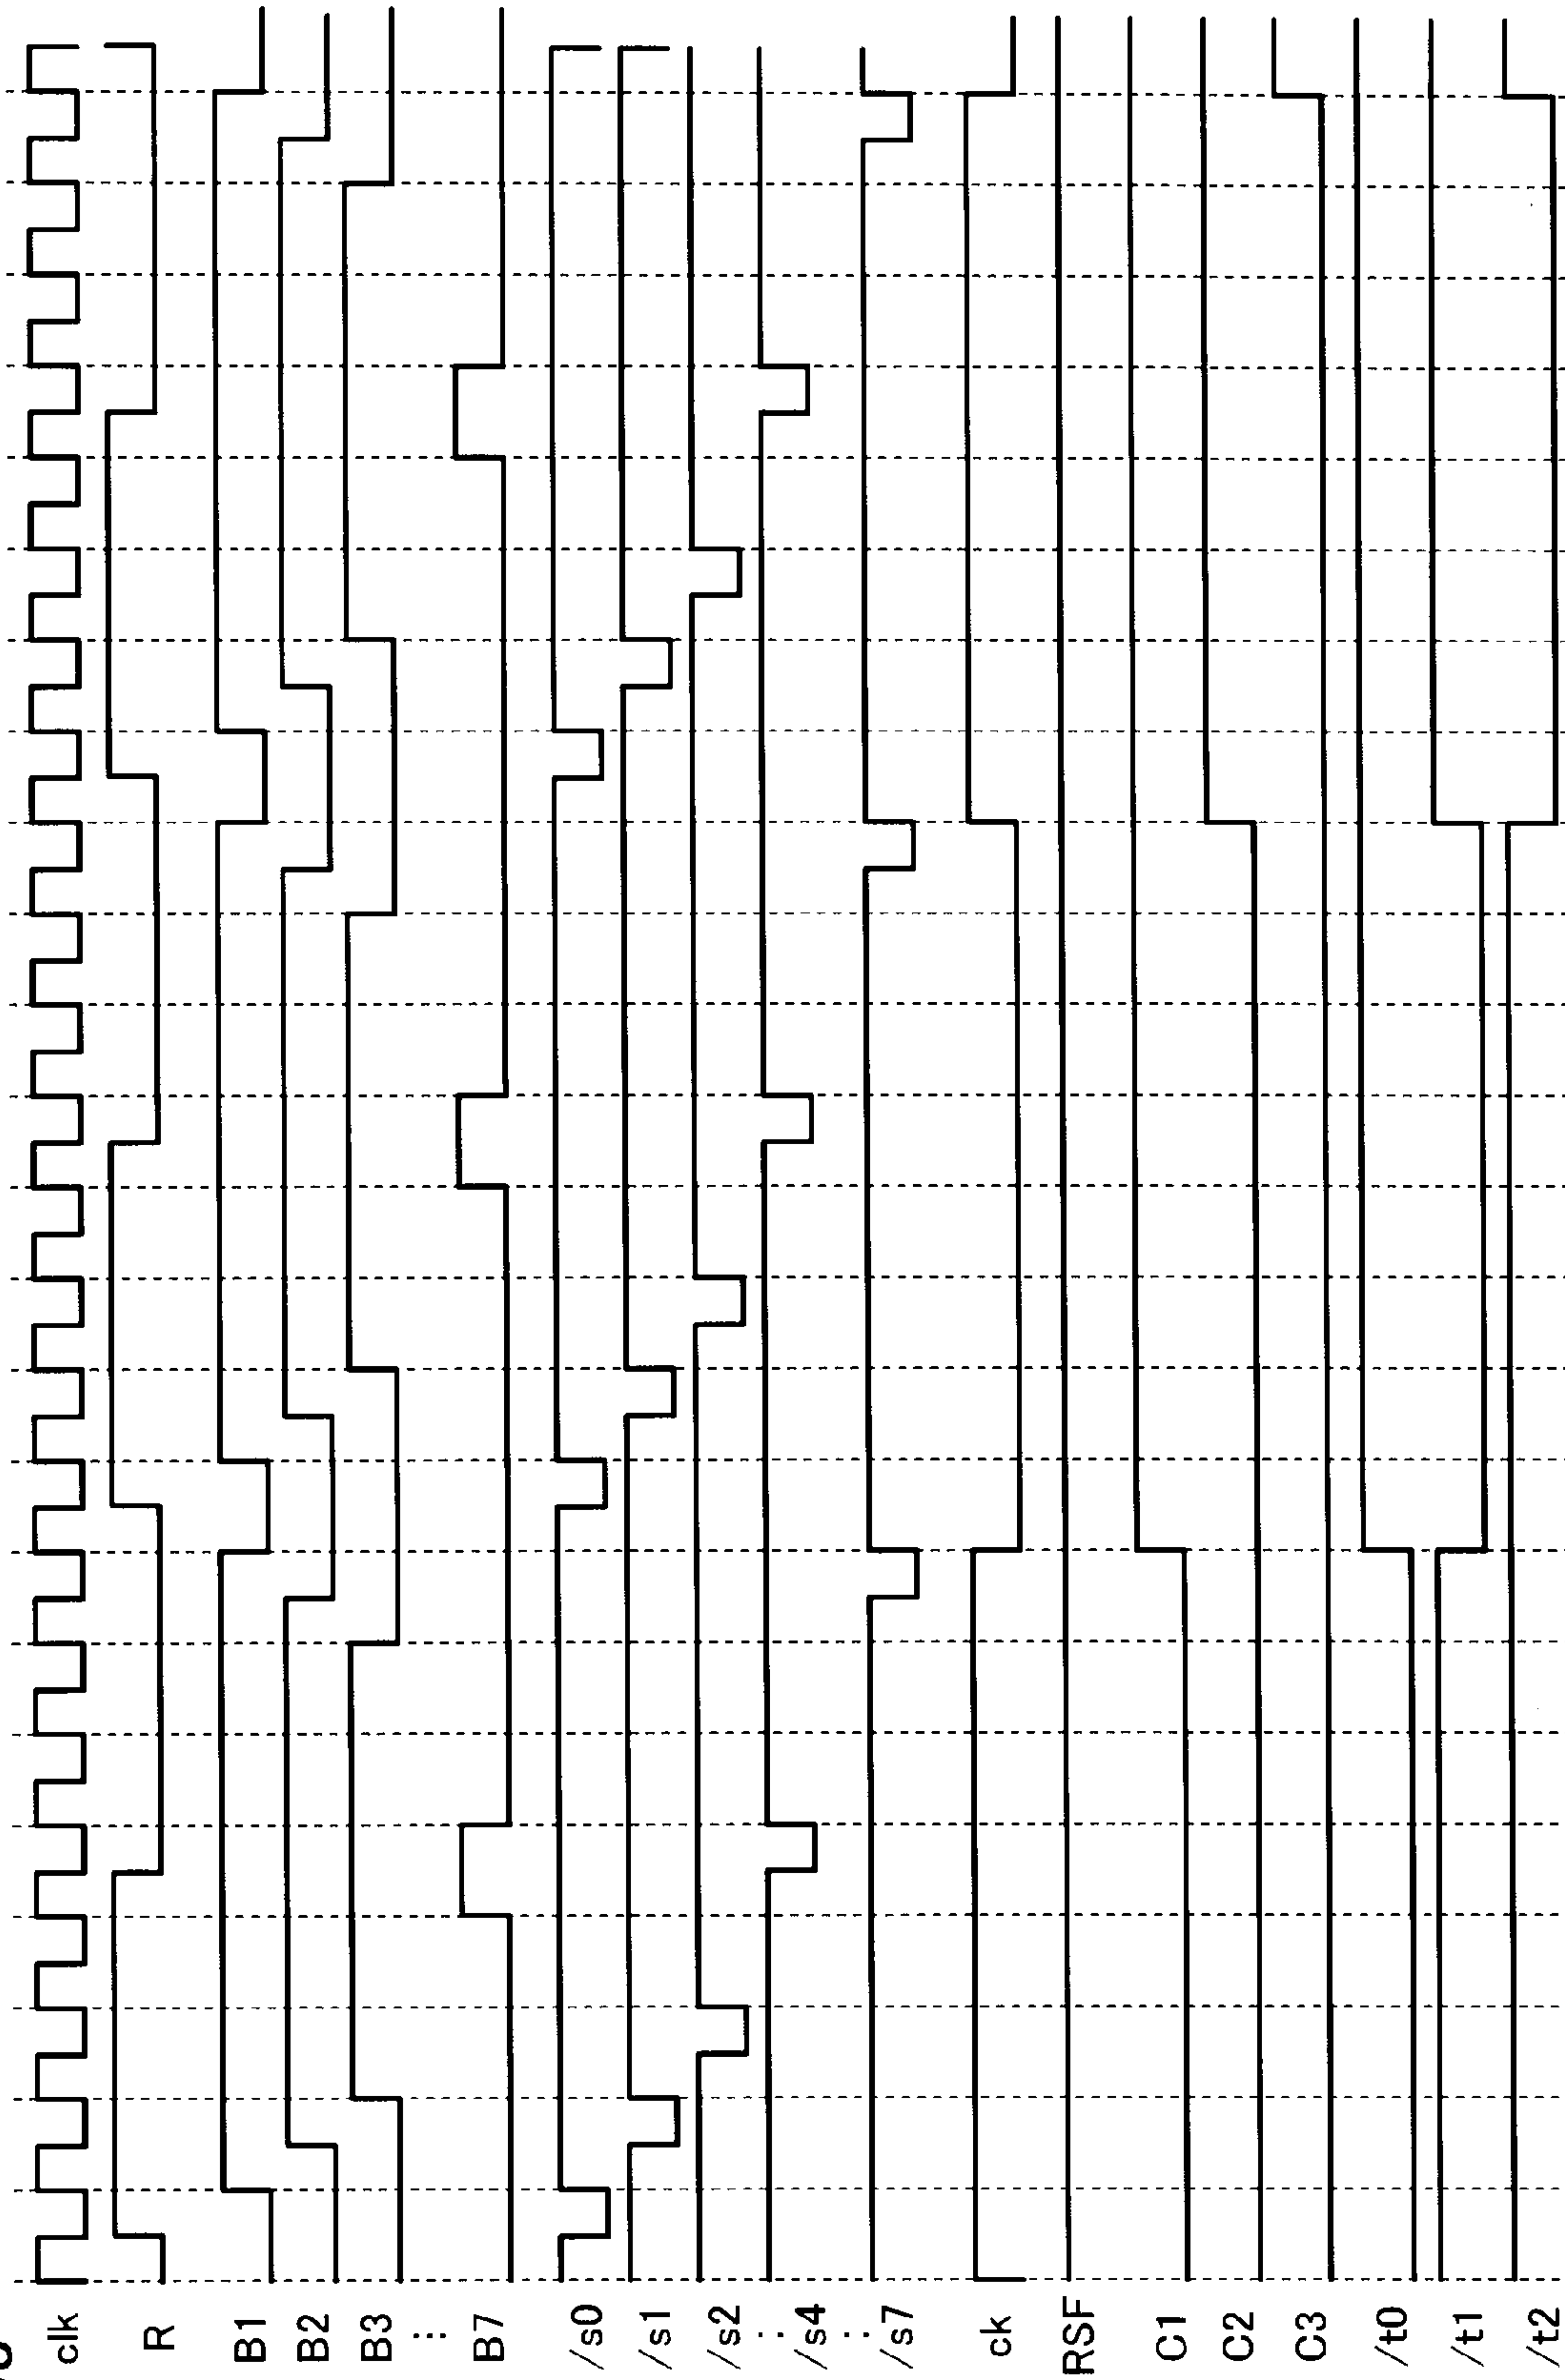 clk
R
B1
B2
B3
:
B7
/s0
/s1
/s2
:
/s4
:
/s7
ck
RSF
C1
C2
C3
/t0
/t1
/t2